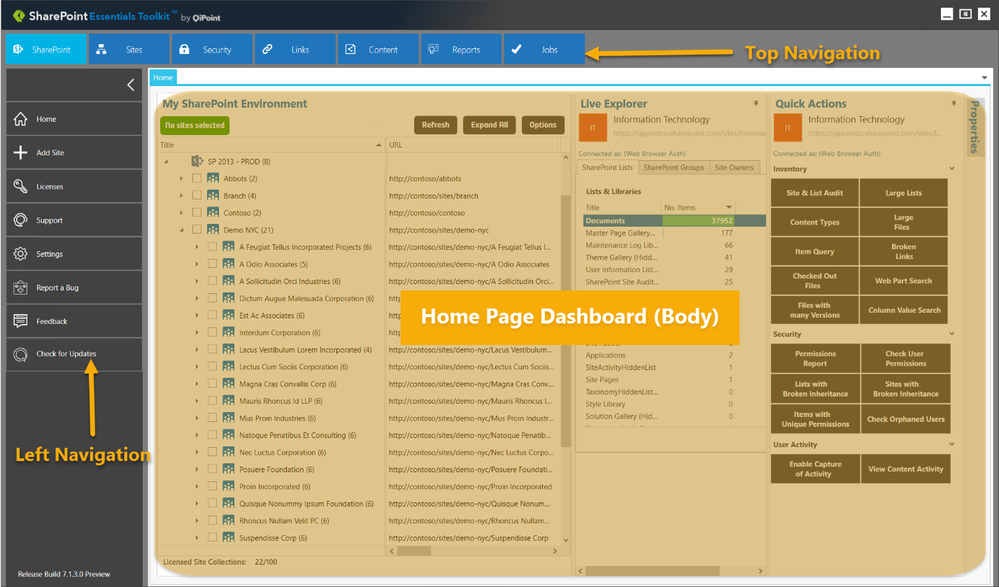 SharePoint Essentials Toolkit™ by QiPoint
SharePoint
Sites
Security
Links
Content
Reports
Jobs
Top Navigation
Home
Add Site
Licenses
Support
Settings
Report a Bug
Feedback
Check for Updates
Left Navigation
Release Build 7.1.3.0 Preview
Home
My SharePoint Environment
No sites selected
Refresh
Expand All
Options
Title URL
SP 2013 - PROD (8)
Abbots (2) http://contoso/abbots
Branch (4) http://contoso/sites/branch
Contoso (2) http://contoso/contoso
Demo NYC (21) http://contoso/sites/demo-nyc
A Feugiat Tellus Incorporated Projects (6) http://contoso/sites/demo-nyc/A Feugiat Tellus I...
A Odio Associates (5) http://contoso/sites/demo-nyc/A Odio Associates
A Sollicitudin Orci Industries (6) http://contoso/sites/demo-nyc/A Sollicitudin Orci...
Dictum Augue Malesuada Corporation (6)
Est Ac Associates (6)
Interdum Corporation (6)
Lacus Vestibulum Lorem Incorporated (4) http://contoso/sites/demo-nyc/Lacus Vestibulum...
Lectus Cum Sociis Corporation (6) http://contoso/sites/demo-nyc/Lectus Cum Sociis...
Magna Cras Convallis Corp (6) http://contoso/sites/demo-nyc/Magna Cras Conv...
Mauris Rhoncus Id LLP (6) http://contoso/sites/demo-nyc/Mauris Rhoncus I...
Mus Proin Industries (6) http://contoso/sites/demo-nyc/Mus Proin Industr...
Natoque Penatibus Et Consulting (6) http://contoso/sites/demo-nyc/Natoque Penatib...
Nec Luctus Corporation (6) http://contoso/sites/demo-nyc/Nec Luctus Corpo...
Posuere Foundation (6) http://contoso/sites/demo-nyc/Posuere Foundati...
Proin Incorporated (6) http://contoso/sites/demo-nyc/Proin Incorporated
Quisque Nonummy Ipsum Foundation (6) http://contoso/sites/demo-nyc/Quisque Nonum...
Rhoncus Nullam Velit PC (6) http://contoso/sites/demo-nyc/Rhoncus Nullam...
Suspendisse Corp (6) http://contoso/sites/demo-nyc/Suspendisse Corp
Licensed Site Collections: 22/100
Home Page Dashboard (Body)
Live Explorer
IT
Information Technology
https://qipointco.sharepoint.com/sites/Informa
Connected as: (Web Browser Auth)
SharePoint Lists
SharePoint Groups
Site Owners
Lists & Libraries
Title No. Items
Documents 37952
Master Page Gallery... 177
Maintenance Log Lib... 66
Theme Gallery (Hidd... 41
User Information List... 29
SharePoint Site Audit... 25
Applications 2
SiteActivityHiddenList 1
Site Pages 1
TaxonomyHiddenList... 0
Style Library 0
Solution Gallery (Hid... 0
Quick Actions
IT
Information Technology
https://qipointco.sharepoint.com/sites/I...
Connected as: (Web Browser Auth)
Inventory
Site & List Audit
Large Lists
Content Types
Large
Files
Item Query
Broken
Links
Checked Out
Files
Web Part Search
Files with
many Versions
Column Value Search
Security
Permissions
Report
Check User
Permissions
Lists with
Broken Inheritance
Sites with
Broken Inheritance
Items with
Unique Permissions
Check Orphaned Users
User Activity
Enable Capture
of Activity
View Content Activity
Properties